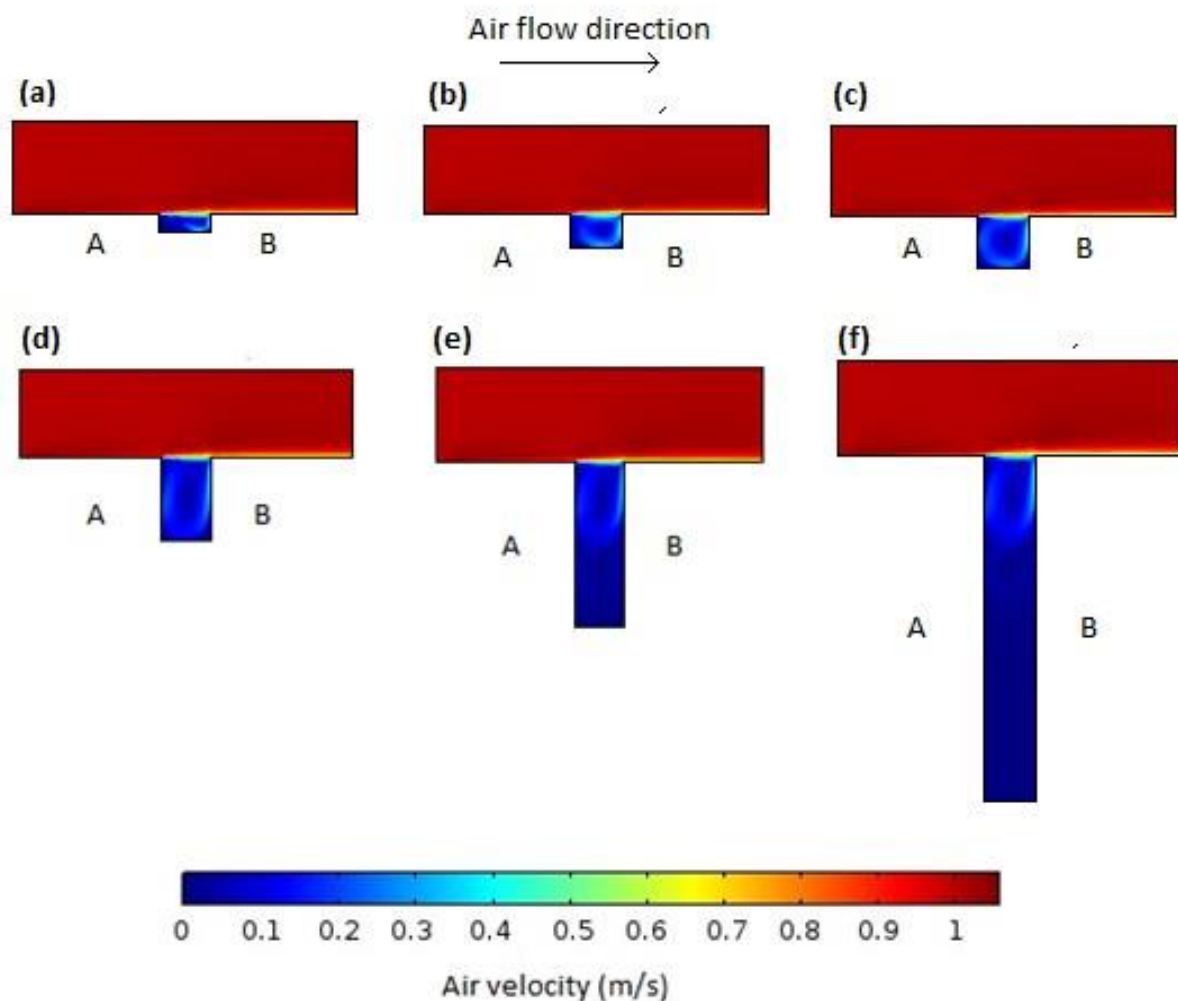 Air flow direction
(a) (b) (c)
A B A B A B
(d) (e) (f)
A B A B
A B
0 0.1 0.2 0.3 0.4 0.5 0.6 0.7 0.8 0.9 1
Air velocity (m/s)